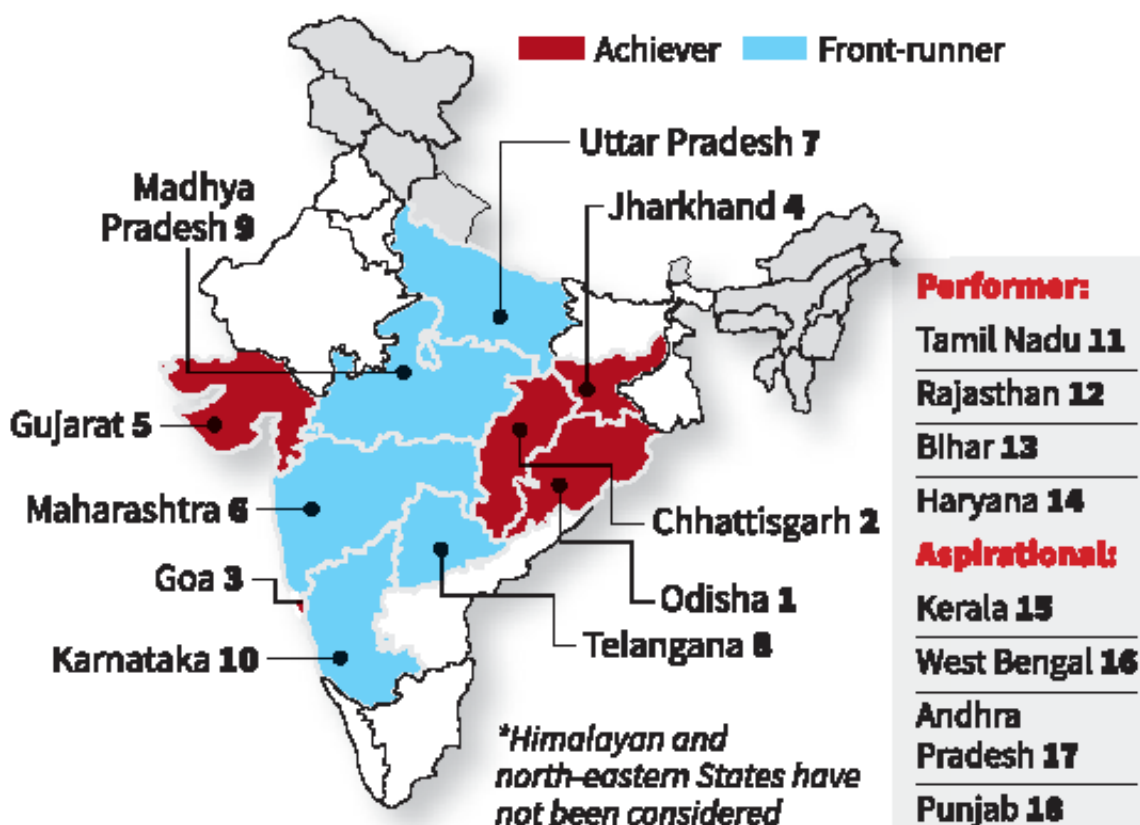 Achiever
Front-runner
Uttar Pradesh 7
Madhya
Pradesh 9
Jharkhand 4
Gujarat 5
Maharashtra 6
Chhattisgarh 2
Goa 3
Odisha 1
Telangana 8
Karnataka 10
*Himalayan and
north-eastern States have
not been considered
Performer:
Tamil Nadu 11
Rajasthan 12
Bihar 13
Haryana 14
Aspirational:
Kerala 15
West Bengal 16
Andhra
Pradesh 17
Punjab 18